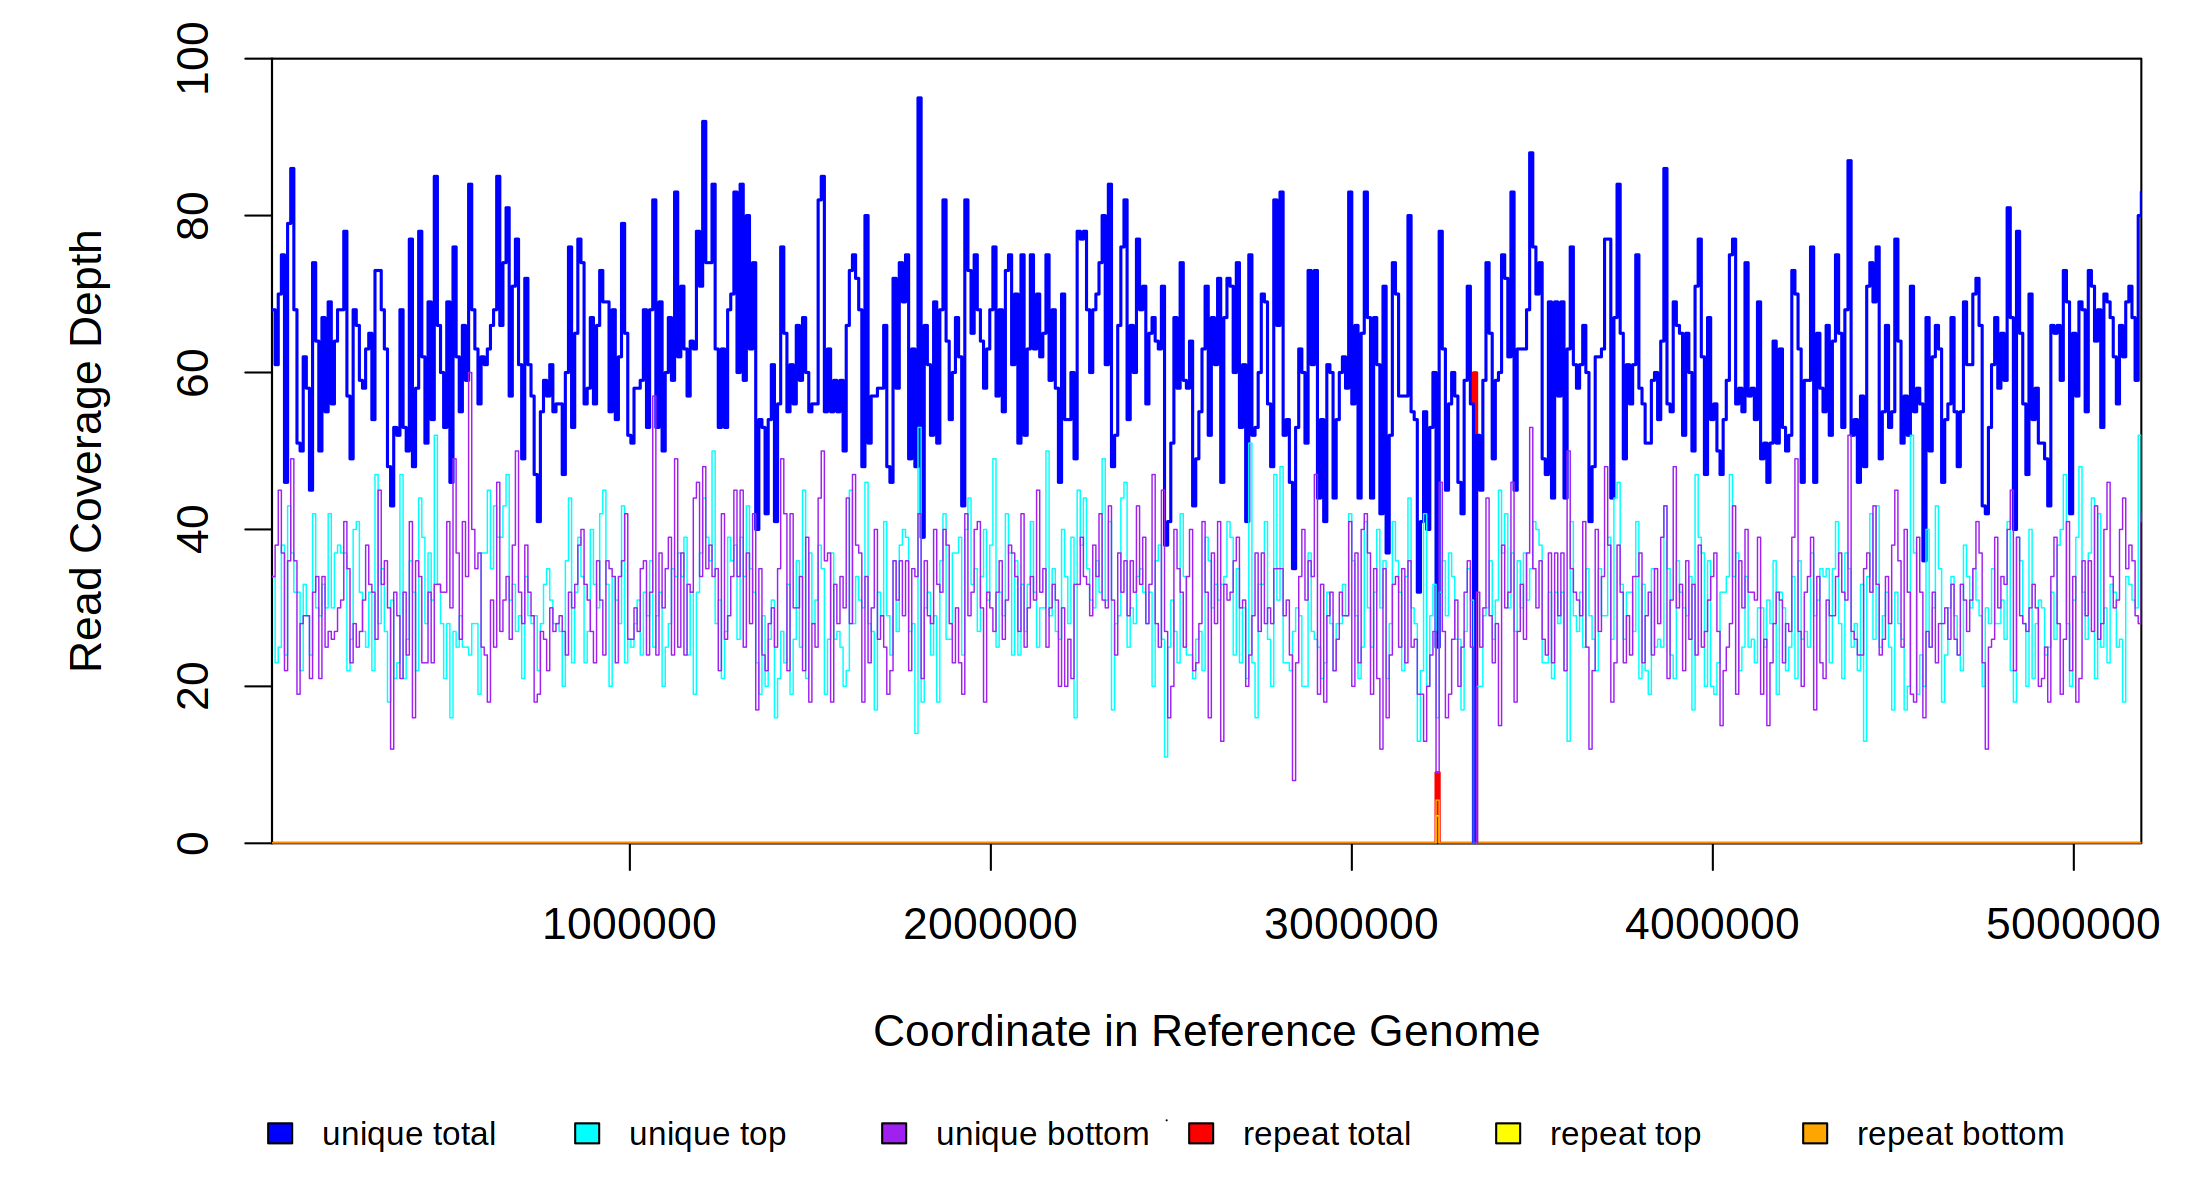 100
80
60
40
20
0
Read Coverage Depth
1000000 2000000 3000000 4000000 5000000
Coordinate in Reference Genome
unique total unique top unique bottom repeat total repeat top repeat bottom